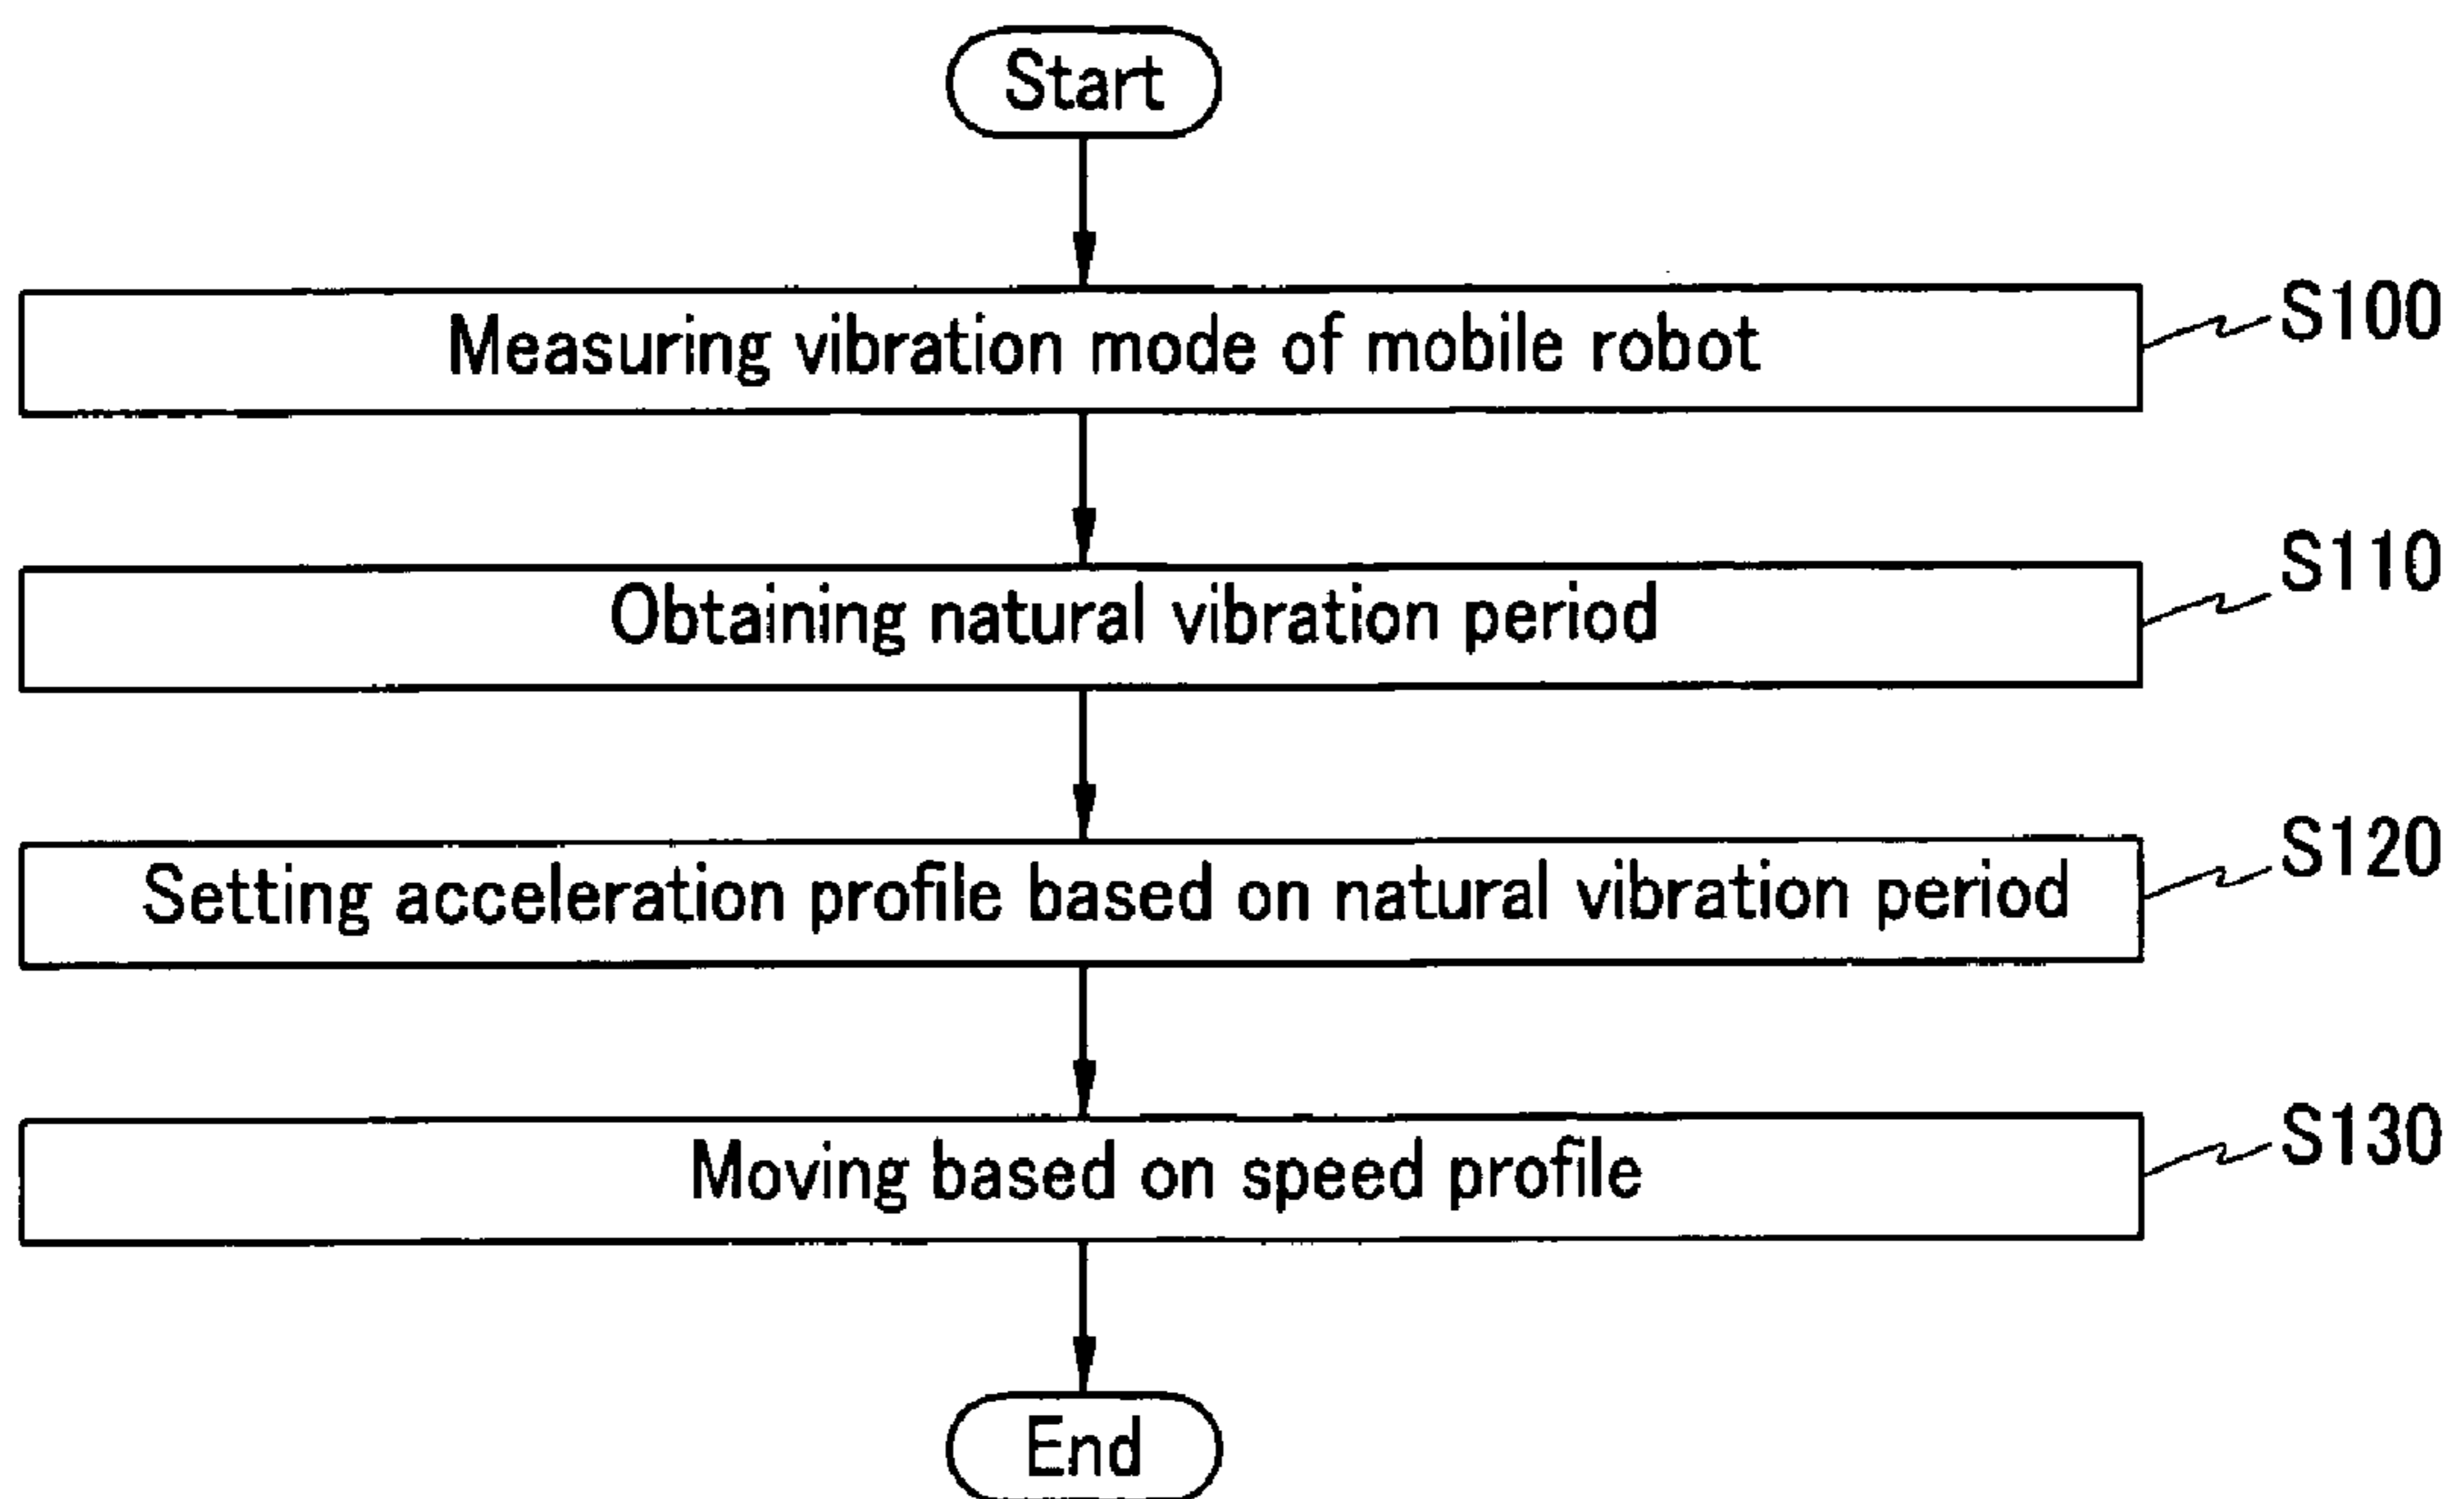 Start
Measuring vibration mode of mobile robot
S100
Obtaining natural vibration period
S110
Setting acceleration profile based on natural vibration period
S120
Moving based on speed profile
S130
End